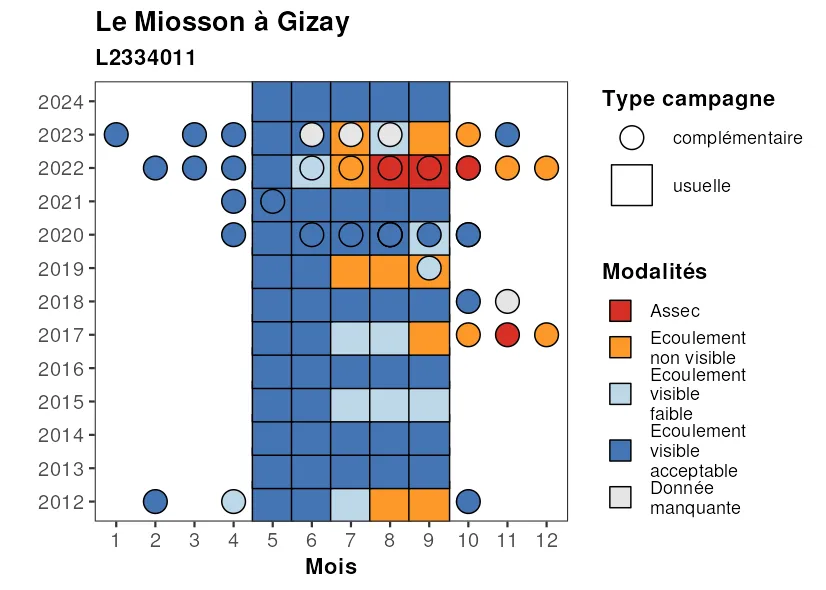 Le Miosson à Gizay
L2334011
2024
2023
2022
2021
2020
2019
2018
2017
2016
2015
2014
2013
2012
1 2 3 4 5 6 7 8 9 10 11 12
Mois
Type campagne
complémentaire
usuelle
Modalités
Assec
Ecoulement
non visible
Ecoulement
visible
faible
Ecoulement
visible
acceptable
Donnée
manquante